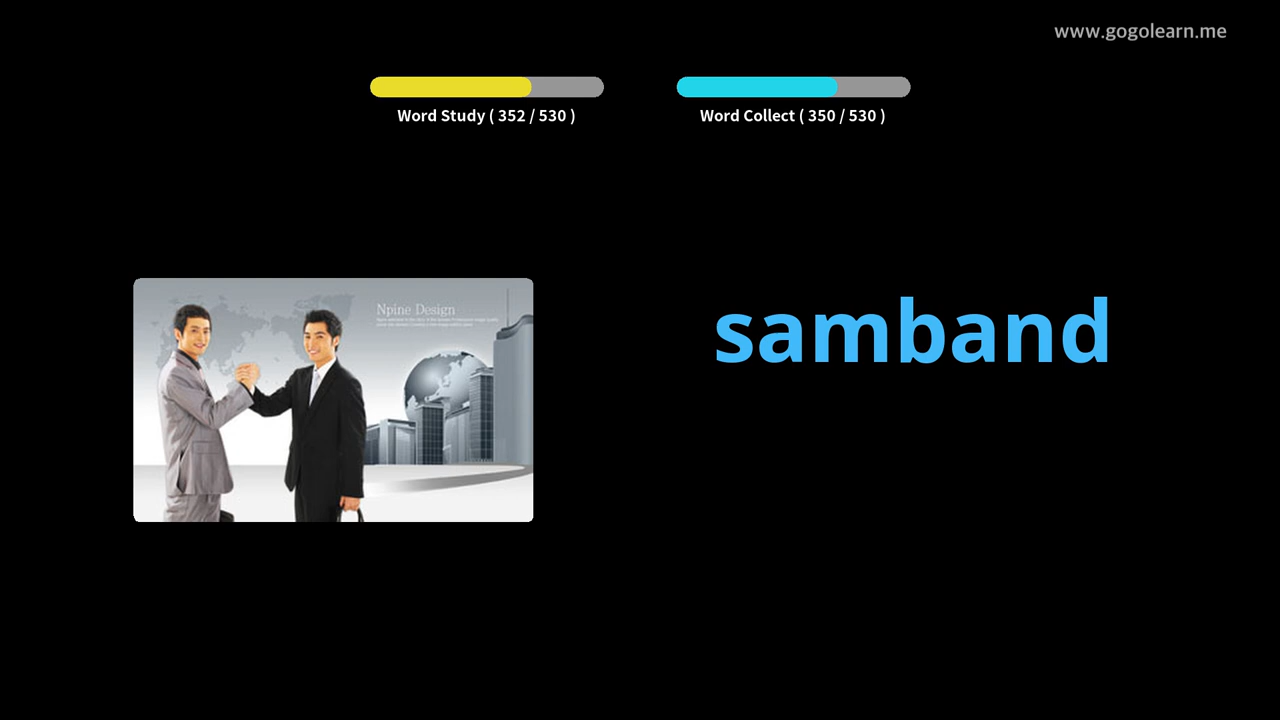 www.gogolearn.me
Word Study ( 352 / 530 )
Word Collect ( 350 / 530 )
Npine Design
samband